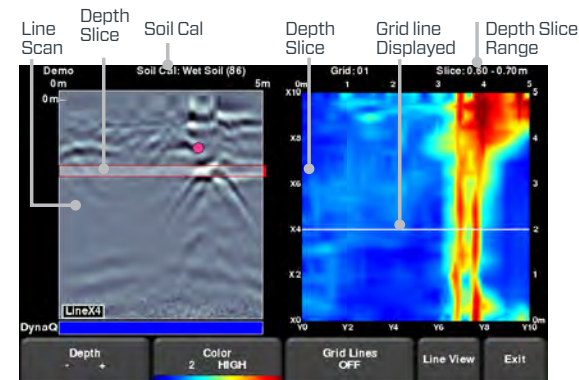 Line Scan
Depth Slice
Soil Cal
Depth Slice
Grid line Displayed
Depth Slice Range
Demo
Soil Cal: Wet Soil (86)
0m
5m
0m
LineX4
DynaQ
Grid: 01
Slice: 0.60 - 0.70m
0m 1 2 3 4 5
X10
X8
X6
X4
X2
X0
4
3
2
1
0m
Y0 Y2 Y4 Y6 Y8 Y10
Depth
- +
Color
2 HIGH
Grid Lines
OFF
Line View
Exit